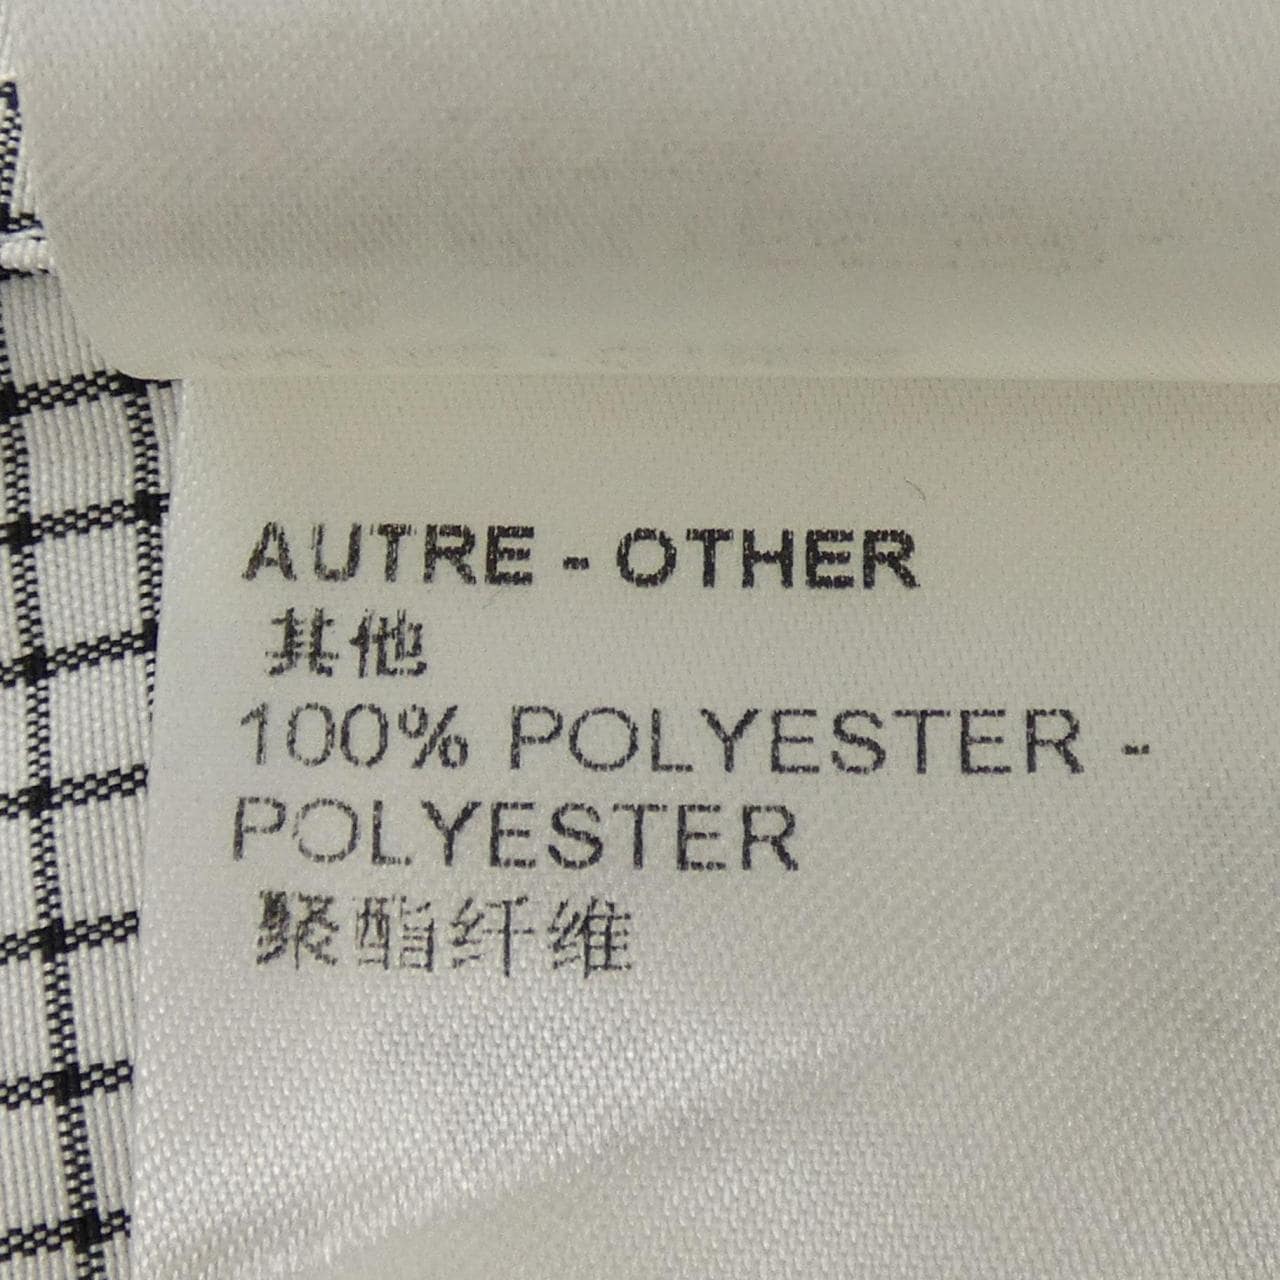 AUTRE - OTHER
其他
100% POLYESTER -
POLYESTER
聚酯纤维